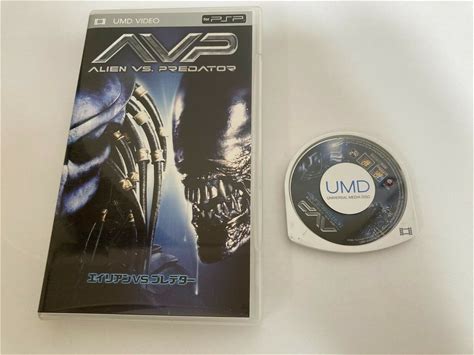 UMD VIDEO
for PSP
AVP
ALIEN VS. PREDATOR
エイリアンVS.プレデター
UMD
UNIVERSAL MEDIA DISC
AVP